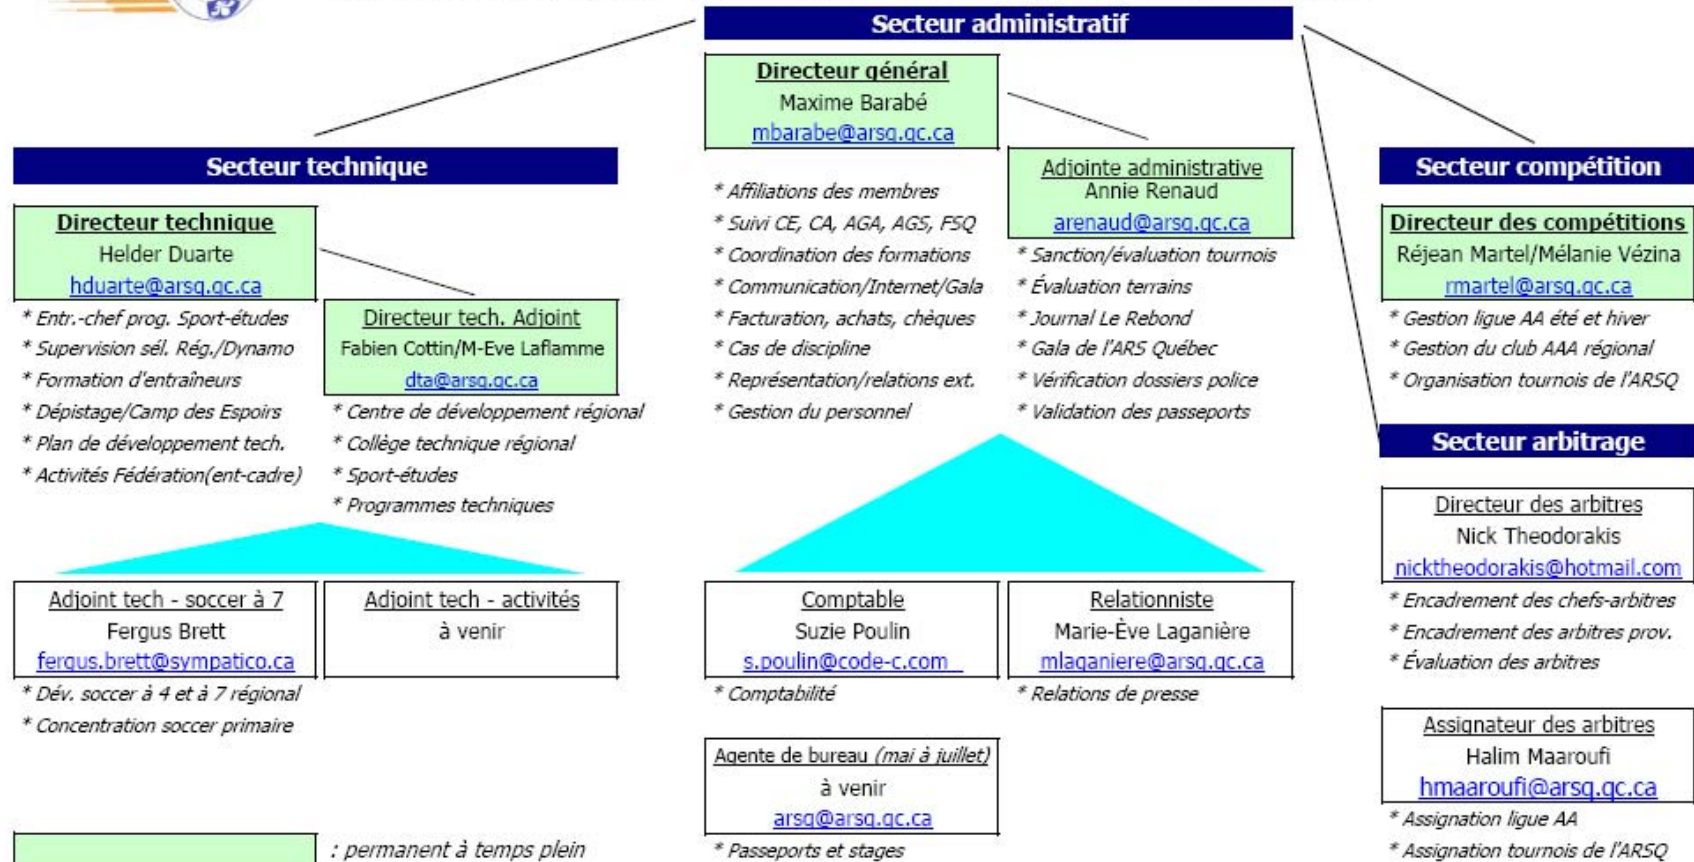 Secteur administratif
Directeur général
Maxime Barabé
mbarabe@arsq.qc.ca
* Affiliations des membres
* Suivi CE, CA, AGA, AGS, FSQ
* Coordination des formations
* Communication/Internet/Gala
* Facturation, achats, chèques
* Cas de discipline
* Représentation/relations ext.
* Gestion du personnel
Adjointe administrative
Annie Renaud
arenaud@arsq.qc.ca
* Sanction/évaluation tournois
* Évaluation terrains
* Journal Le Rebond
* Gala de l'ARS Québec
* Vérification dossiers police
* Validation des passeports
Comptable
Suzie Poulin
s.poulin@code-c.com
* Comptabilité
Relationniste
Marie-Ève Laganière
mlaganiere@arsq.qc.ca
* Relations de presse
Agente de bureau (mai à juillet)
à venir
arsq@arsq.qc.ca
* Passeports et stages
Secteur technique
Directeur technique
Helder Duarte
hduarte@arsq.qc.ca
* Entr.-chef prog. Sport-études
* Supervision sél. Rég./Dynamo
* Formation d'entraîneurs
* Dépistage/Camp des Espoirs
* Plan de développement tech.
* Activités Fédération(ent-cadre)
Directeur tech. Adjoint
Fabien Cottin/M-Eve Laflamme
dta@arsq.qc.ca
* Centre de développement régional
* Collège technique régional
* Sport-études
* Programmes techniques
Adjoint tech - soccer à 7
Fergus Brett
fergus.brett@sympatico.ca
* Dév. soccer à 4 et à 7 régional
* Concentration soccer primaire
Adjoint tech - activités
à venir
: permanent à temps plein
Secteur compétition
Directeur des compétitions
Réjean Martel/Mélanie Vézina
rmartel@arsq.qc.ca
* Gestion ligue AA été et hiver
* Gestion du club AAA régional
* Organisation tournois de l'ARSQ
Secteur arbitrage
Directeur des arbitres
Nick Theodorakis
nicktheodorakis@hotmail.com
* Encadrement des chefs-arbitres
* Encadrement des arbitres prov.
* Évaluation des arbitres
Assignateur des arbitres
Halim Maaroufi
hmaaroufi@arsq.qc.ca
* Assignation ligue AA
* Assignation tournois de l'ARSQ